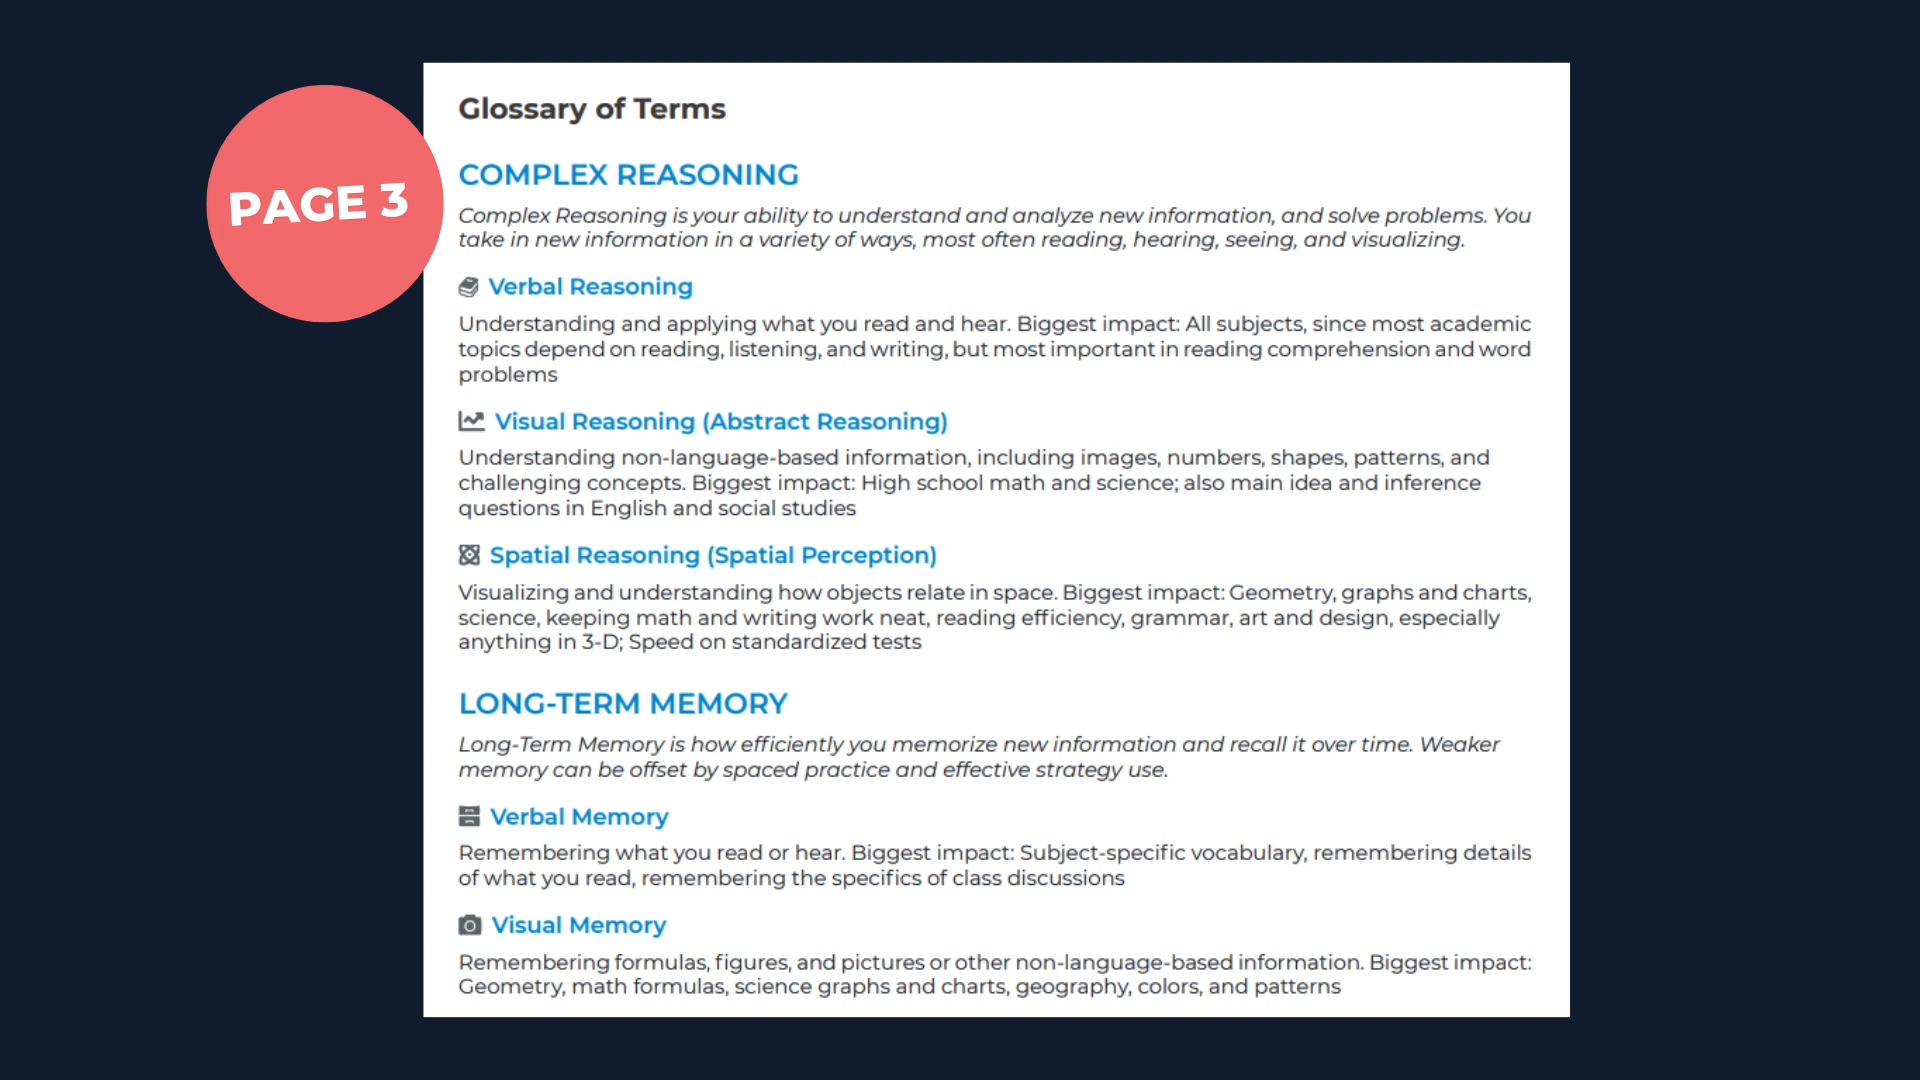 PAGE 3
Glossary of Terms
COMPLEX REASONING
Complex Reasoning is your ability to understand and analyze new information, and solve problems. You
take in new information in a variety of ways, most often reading, hearing, seeing, and visualizing.
Verbal Reasoning
Understanding and applying what you read and hear. Biggest impact: All subjects, since most academic
topics depend on reading, listening, and writing, but most important in reading comprehension and word
problems
Visual Reasoning (Abstract Reasoning)
Understanding non-language-based information, including images, numbers, shapes, patterns, and
challenging concepts. Biggest impact: High school math and science; also main idea and inference
questions in English and social studies
Spatial Reasoning (Spatial Perception)
Visualizing and understanding how objects relate in space. Biggest impact: Geometry, graphs and charts,
science, keeping math and writing work neat, reading efficiency, grammar, art and design, especially
anything in 3-D; Speed on standardized tests
LONG-TERM MEMORY
Long-Term Memory is how efficiently you memorize new information and recall it over time. Weaker
memory can be offset by spaced practice and effective strategy use.
Verbal Memory
Remembering what you read or hear. Biggest impact: Subject-specific vocabulary, remembering details
of what you read, remembering the specifics of class discussions
Visual Memory
Remembering formulas, figures, and pictures or other non-language-based information. Biggest impact:
Geometry, math formulas, science graphs and charts, geography, colors, and patterns